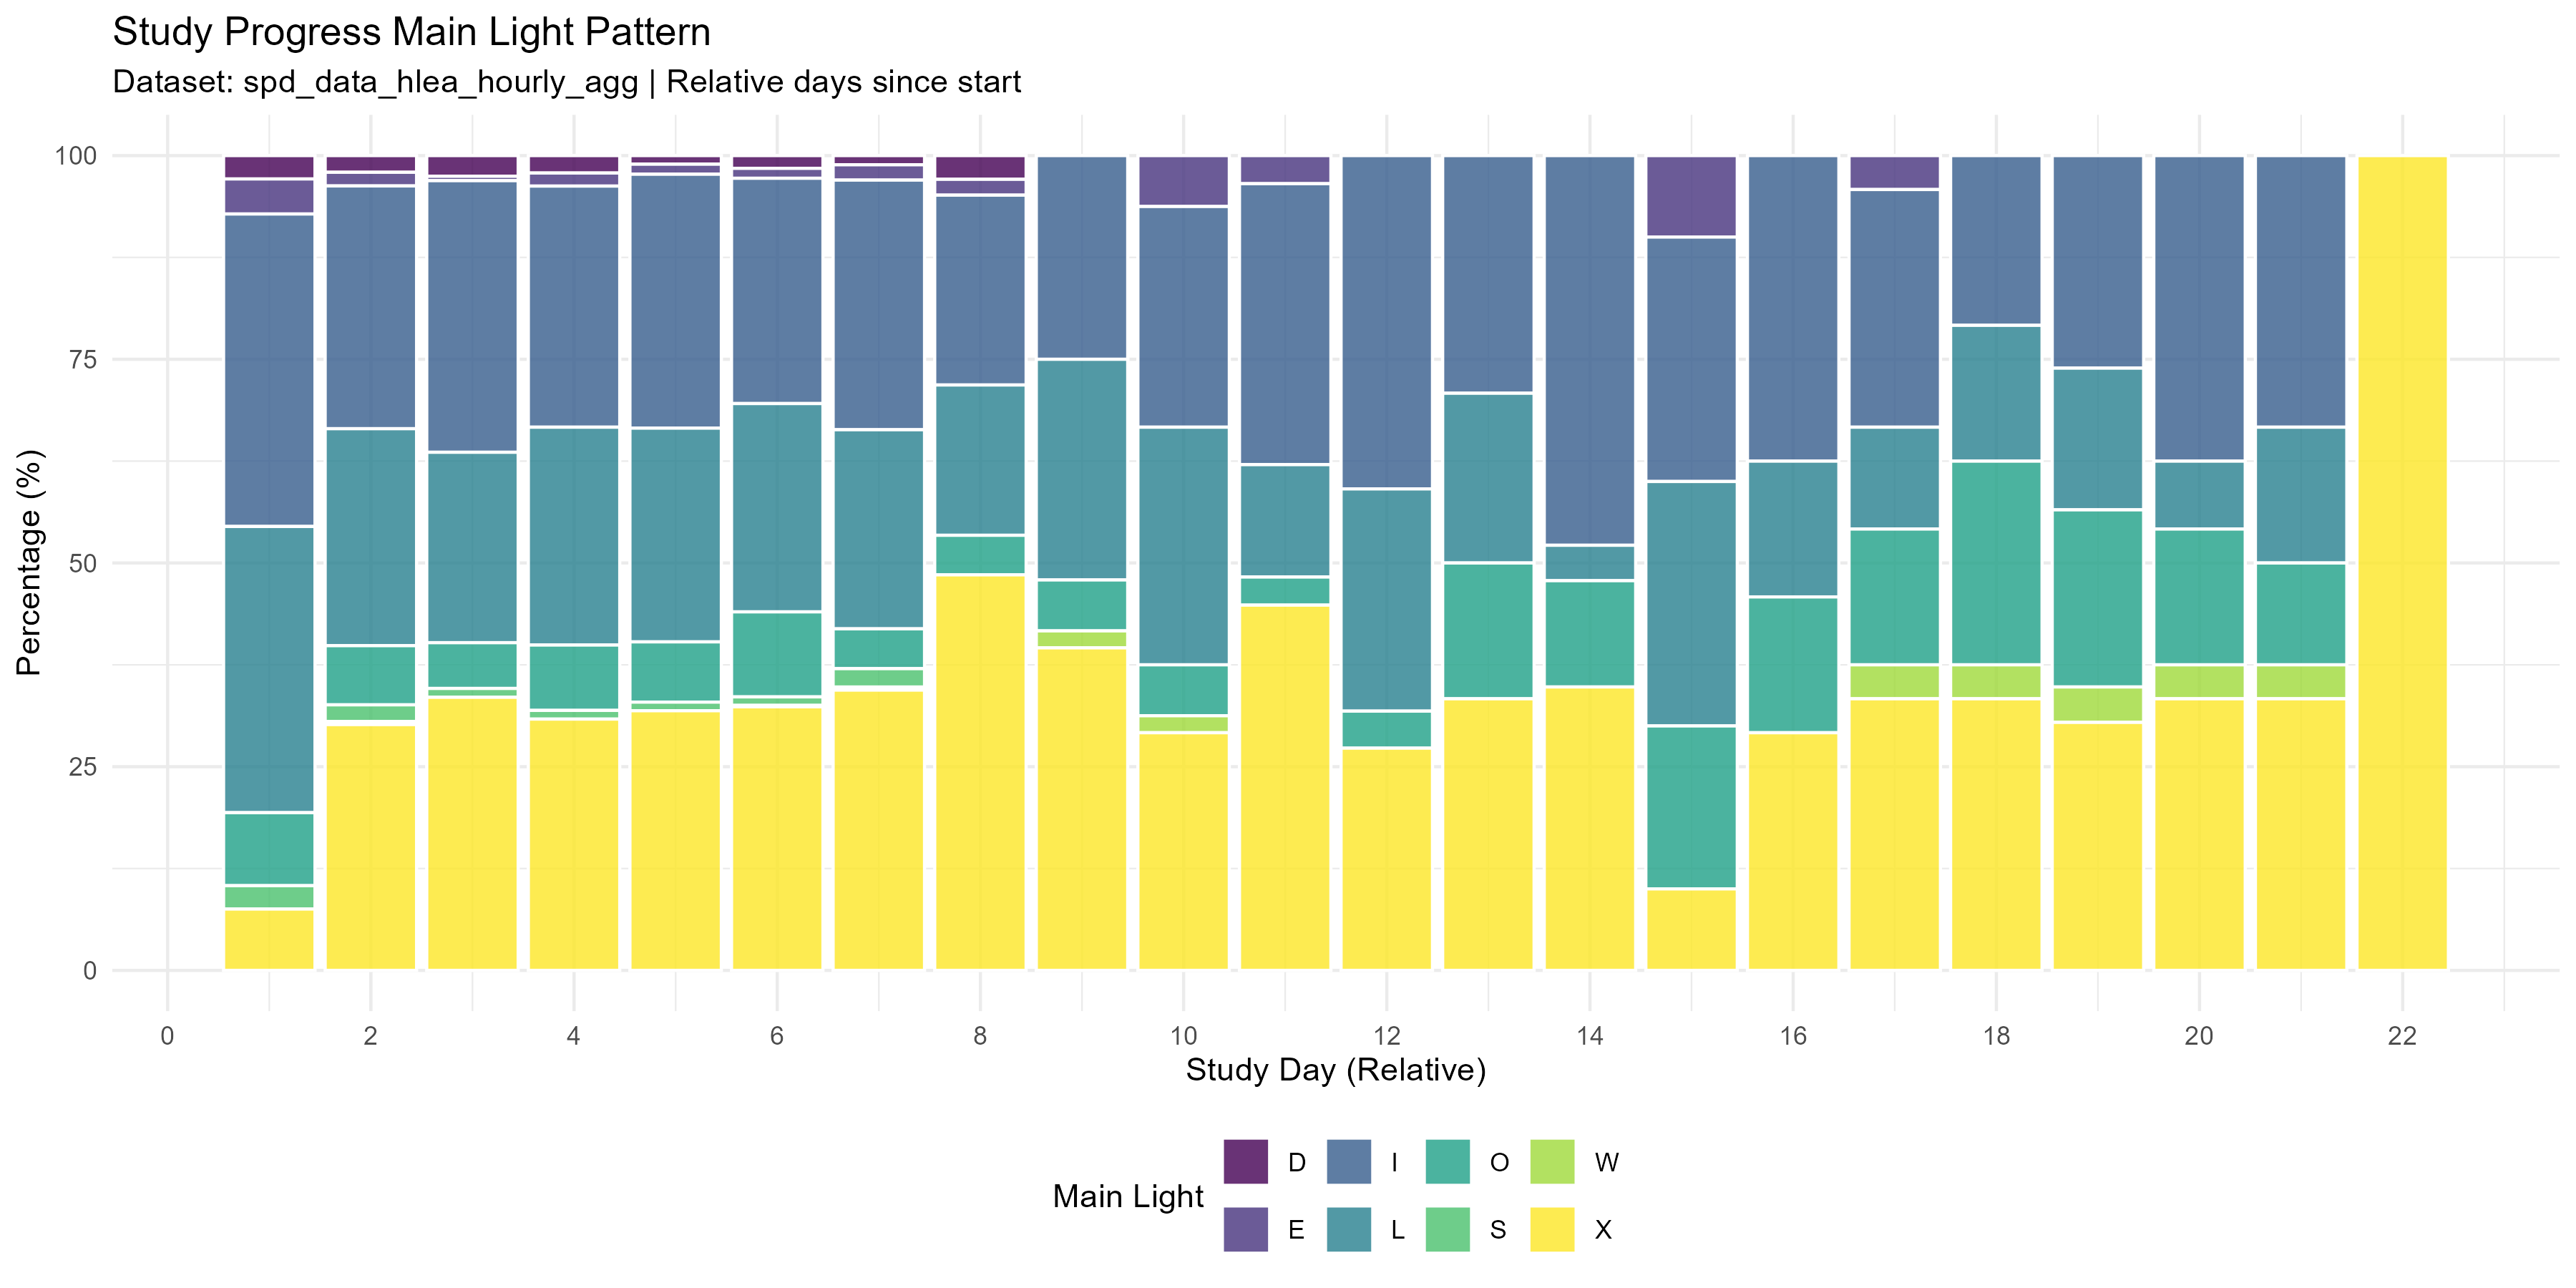 Study Progress Main Light Pattern
Dataset: spd_data_hlea_hourly_agg | Relative days since start
Percentage (%)
100
75
50
25
0
0 2 4 6 8 10 12 14 16 18 20 22
Study Day (Relative)
Main Light
D I O W
E L S X